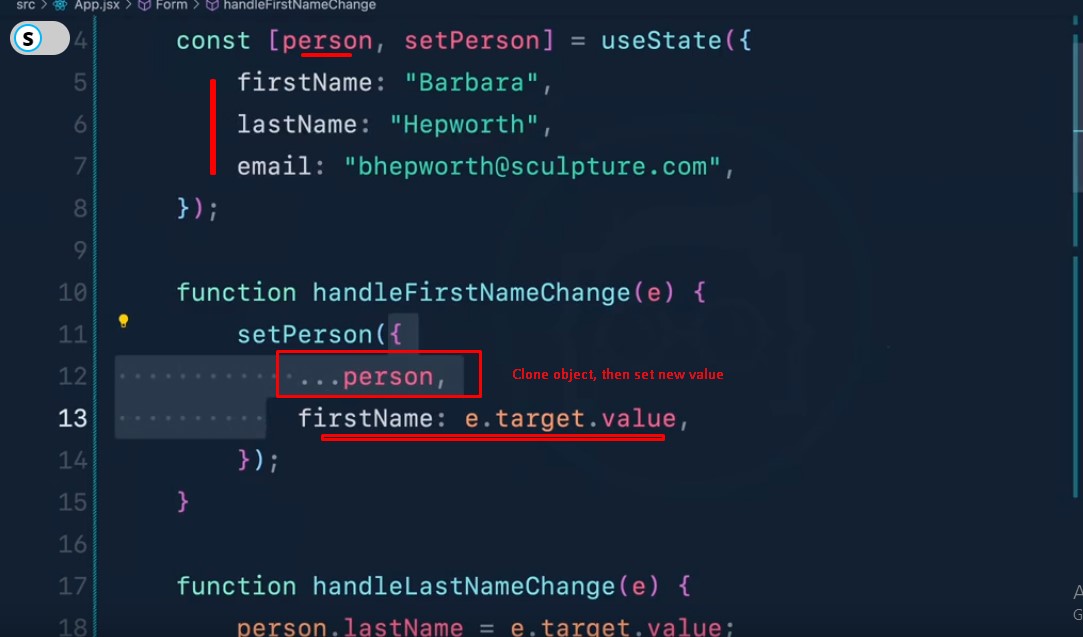 src > App.jsx > Form > handleFirstNameChange
S
4 const [person, setPerson] = useState({
5 firstName: "Barbara",
6 lastName: "Hepworth",
7 email: "bhepworth@sculpture.com",
8 });
9
10 function handleFirstNameChange(e) {
11 setPerson({
12 ...person, Clone object, then set new value
13 firstName: e.target.value,
14 });
15 }
16
17 function handleLastNameChange(e) {
18 person.lastName = e.target.value;